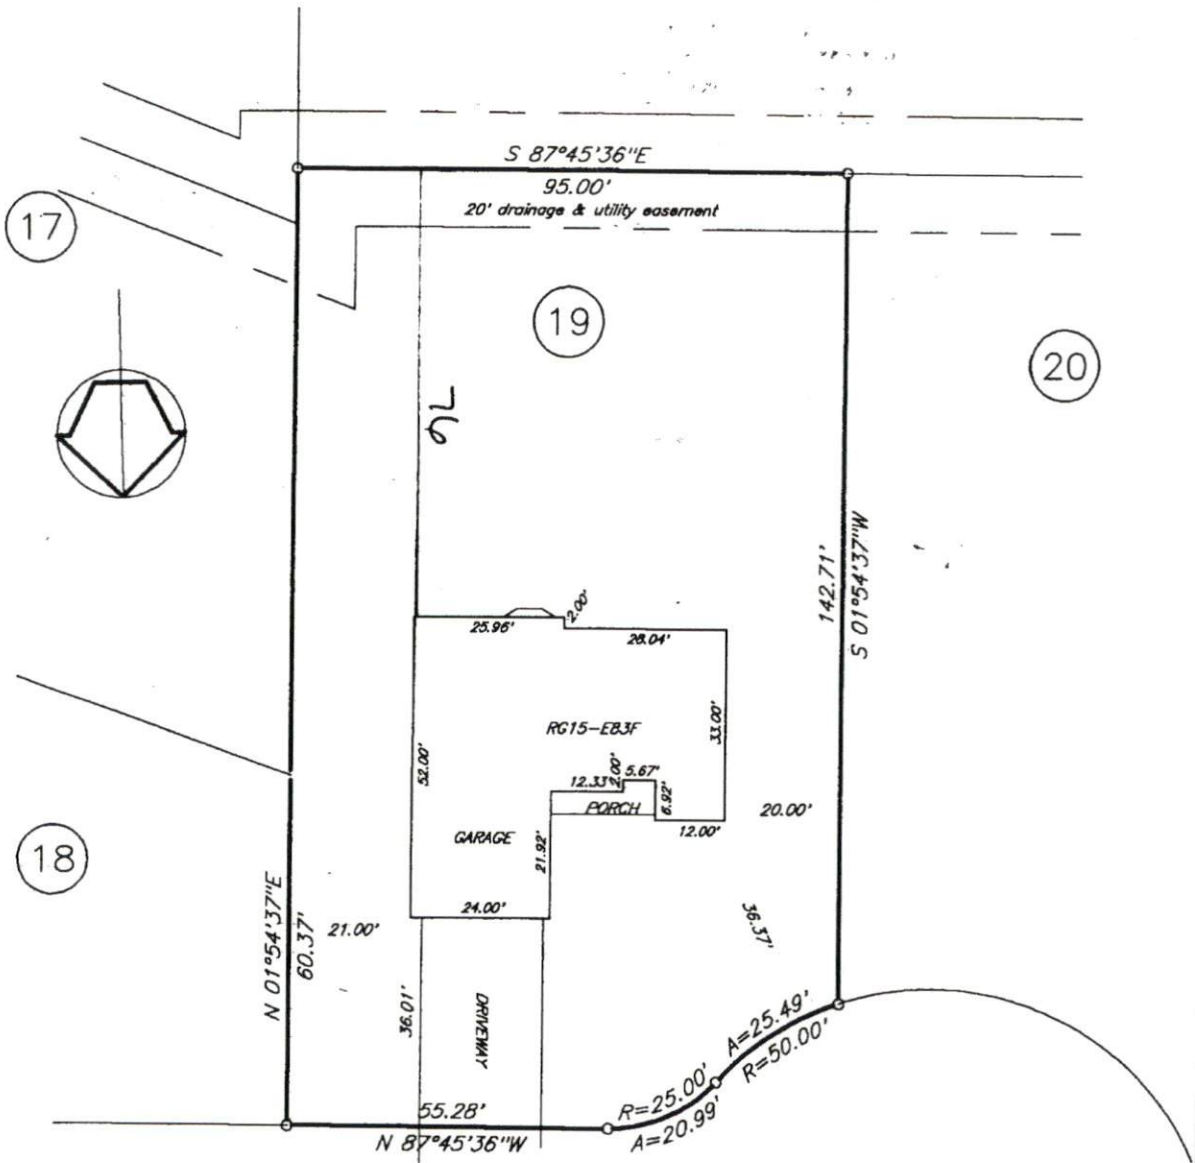 S 87°45'36"E
95.00'
20' drainage & utility easement
17
19
20
142.71'
S 01°54'37"W
25.96'
2.00'
28.04'
RG15-EB3F
33.00'
52.00'
12.33'
2.00'
5.67'
6.92'
PORCH
12.00'
20.00'
GARAGE
21.92'
18
24.00'
N 01°54'37"E
60.37'
21.00'
36.37'
36.01'
DRIVEWAY
A=25.49'
R=50.00'
R=25.00'
A=20.99'
55.28'
N 87°45'36"W